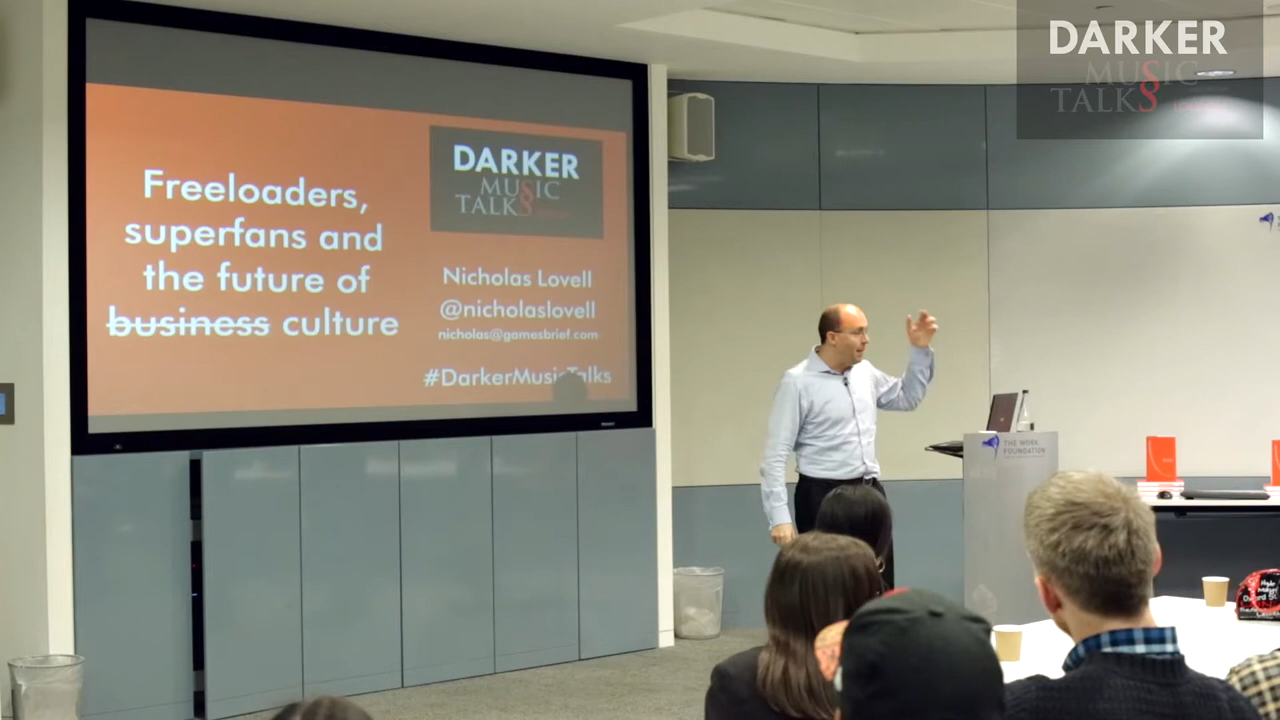 DARKER
MUSIC
TALKS
Freeloaders,
superfans and
the future of
business culture
DARKER
MUSIC
TALKS
Nicholas Lovell
@nicholaslovell
nicholas@gamesbrief.com
#DarkerMusicTalks
THE WORK
FOUNDATION